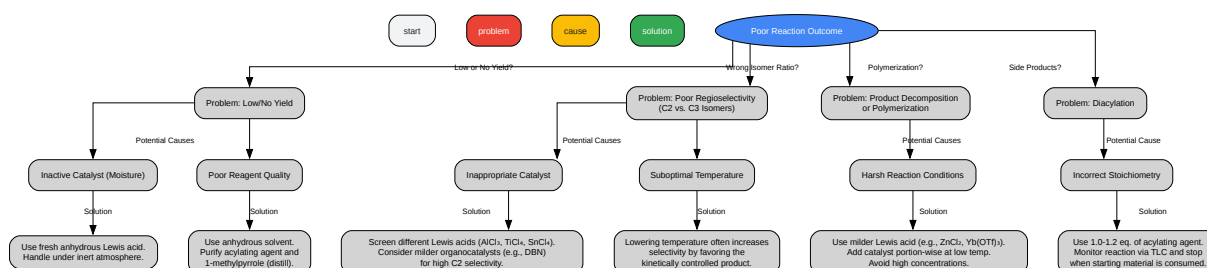 start
problem
cause
solution
Poor Reaction Outcome
Low or No Yield?
Wrong Isomer Ratio?
Polymerization?
Side Products?
Problem: Low/No Yield
Problem: Poor Regioselectivity
(C2 vs. C3 Isomers)
Problem: Product Decomposition
or Polymerization
Problem: Diacylation
Potential Causes
Potential Causes
Potential Causes
Potential Cause
Inactive Catalyst (Moisture)
Poor Reagent Quality
Inappropriate Catalyst
Suboptimal Temperature
Harsh Reaction Conditions
Incorrect Stoichiometry
Solution
Solution
Solution
Solution
Solution
Solution
Use fresh anhydrous Lewis acid.
Handle under inert atmosphere.
Use anhydrous solvent.
Purify acylating agent and
1-methylpyrrole (distill).
Screen different Lewis acids (AlCl₃, TiCl₄, SnCl₄).
Consider milder organocatalysts (e.g., DBN)
for high C2 selectivity.
Lowering temperature often increases
selectivity by favoring the
kinetically controlled product.
Use milder Lewis acid (e.g., ZnCl₂, Yb(OTf)₃).
Add catalyst portion-wise at low temp.
Avoid high concentrations.
Use 1.0-1.2 eq. of acylating agent.
Monitor reaction via TLC and stop
when starting material is consumed.